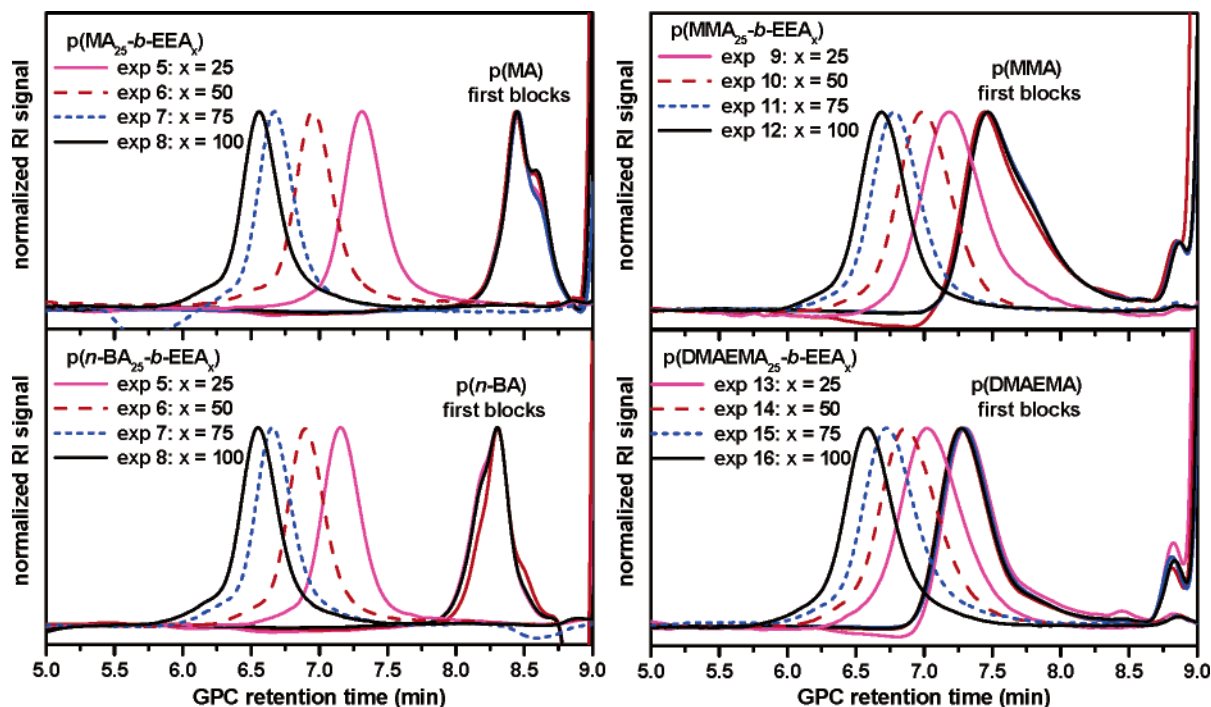 p(MA25-b-EEAx)
exp 5: x = 25
exp 6: x = 50
exp 7: x = 75
exp 8: x = 100
p(MA)
first blocks
normalized RI signal
p(MMA25-b-EEAx)
exp 9: x = 25
exp 10: x = 50
exp 11: x = 75
exp 12: x = 100
p(MMA)
first blocks
normalized RI signal
p(n-BA25-b-EEAx)
exp 5: x = 25
exp 6: x = 50
exp 7: x = 75
exp 8: x = 100
p(n-BA)
first blocks
normalized RI signal
5.0 5.5 6.0 6.5 7.0 7.5 8.0 8.5 9.0
GPC retention time (min)
p(DMAEMA25-b-EEAx)
exp 13: x = 25
exp 14: x = 50
exp 15: x = 75
exp 16: x = 100
p(DMAEMA)
first blocks
normalized RI signal
5.0 5.5 6.0 6.5 7.0 7.5 8.0 8.5 9.0
GPC retention time (min)